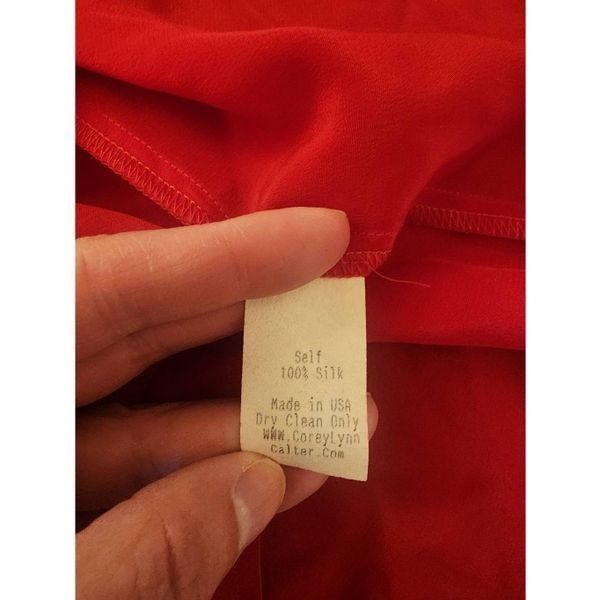 Self
100% Silk
Made in USA
Dry Clean Only
WWW.CoreyLynn
Calter.Com